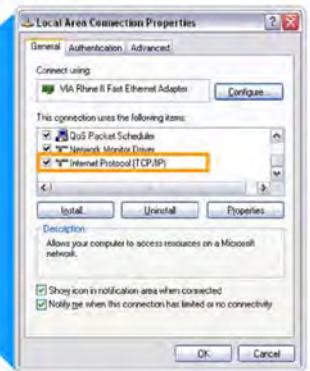 Local Area Connection Properties
General Authentication Advanced
Connect using:
VIA Rhine II Fast Ethernet Adapter
Configure...
This connection uses the following items:
QoS Packet Scheduler
Network Monitor Driver
Internet Protocol (TCP/IP)
Install... Uninstall Properties
Description
Allows your computer to access resources on a Microsoft
network.
Show icon in notification area when connected
Notify me when this connection has limited or no connectivity
OK Cancel